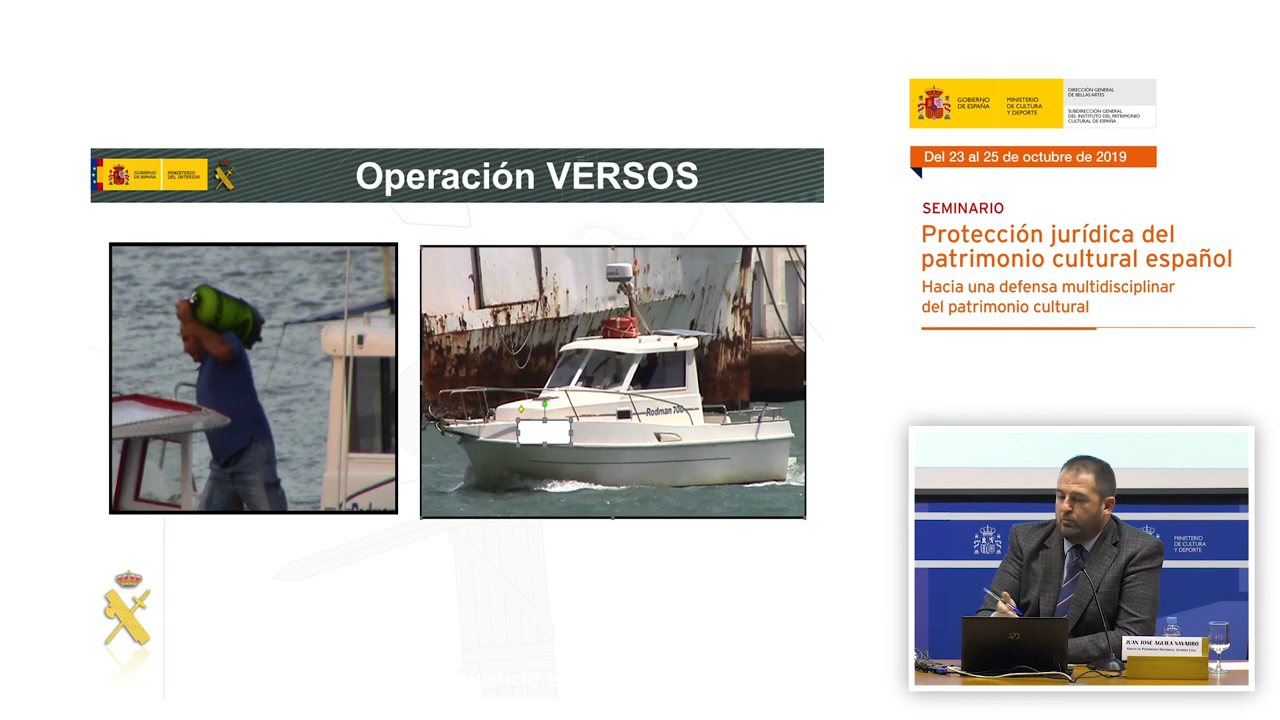 GOBIERNO
DE ESPAÑA
MINISTERIO
DEL INTERIOR
Operación VERSOS
Rodman 700
GOBIERNO
DE ESPAÑA
MINISTERIO
DE CULTURA
Y DEPORTE
DIRECCIÓN GENERAL
DE BELLAS ARTES
SUBDIRECCIÓN GENERAL
DEL INSTITUTO DEL PATRIMONIO
CULTURAL DE ESPAÑA
Del 23 al 25 de octubre de 2019
SEMINARIO
Protección jurídica del
patrimonio cultural español
Hacia una defensa multidisciplinar
del patrimonio cultural
MINISTERIO
DE CULTURA
Y DEPORTE
JUAN JOSÉ ÁGUILA NAVARRO